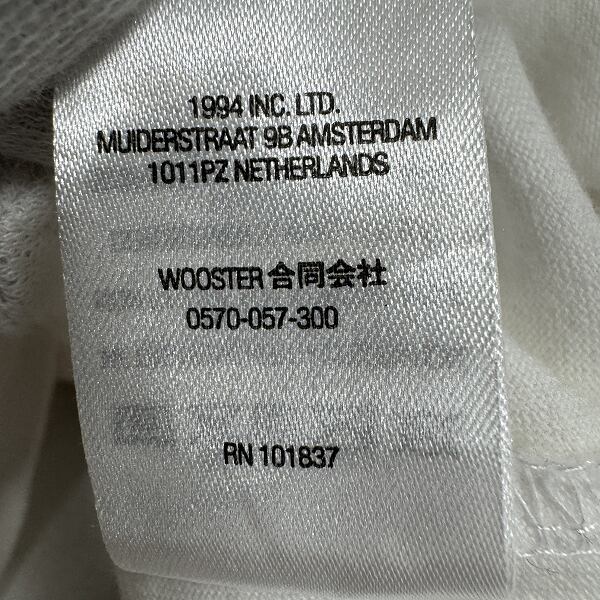 1994 INC. LTD.
MUIDERSTRAAT 9B AMSTERDAM
1011PZ NETHERLANDS
WOOSTER 合同会社
0570-057-300
RN 101837